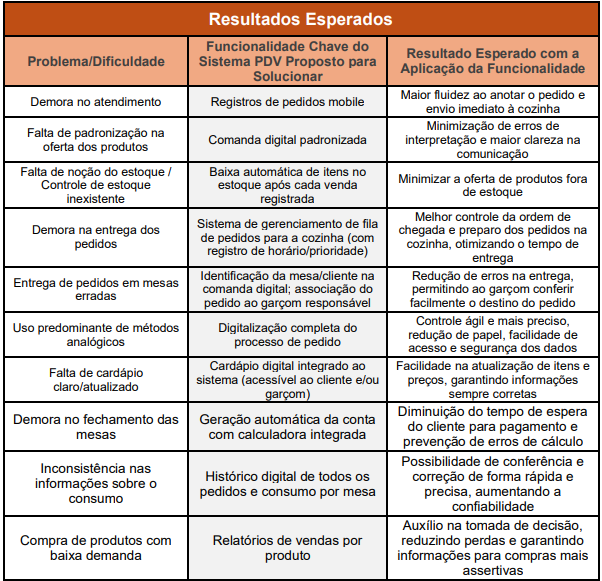 Resultados Esperados
Problema/Dificuldade
Funcionalidade Chave do
Sistema PDV Proposto para
Solucionar
Resultado Esperado com a
Aplicação da Funcionalidade
Demora no atendimento
Registros de pedidos mobile
Maior fluidez ao anotar o pedido e
envio imediato à cozinha
Falta de padronização na
oferta dos produtos
Comanda digital padronizada
Minimização de erros de
interpretação e maior clareza na
comunicação
Falta de noção do estoque /
Controle de estoque
inexistente
Baixa automática de itens no
estoque após cada venda
registrada
Minimizar a oferta de produtos fora
de estoque
Demora na entrega dos
pedidos
Sistema de gerenciamento de fila
de pedidos para a cozinha (com
registro de horário/prioridade)
Melhor controle da ordem de
chegada e preparo dos pedidos na
cozinha, otimizando o tempo de
entrega
Entrega de pedidos em mesas
erradas
Identificação da mesa/cliente na
comanda digital; associação do
pedido ao garçom responsável
Redução de erros na entrega,
permitindo ao garçom conferir
facilmente o destino do pedido
Uso predominante de métodos
analógicos
Digitalização completa do
processo de pedido
Controle ágil e mais preciso,
redução de papel, facilidade de
acesso e segurança dos dados
Falta de cardápio
claro/atualizado
Cardápio digital integrado ao
sistema (acessível ao cliente e/ou
garçom)
Facilidade na atualização de itens e
preços, garantindo informações
sempre corretas
Demora no fechamento das
mesas
Geração automática da conta
com calculadora integrada
Diminuição do tempo de espera
do cliente para pagamento e
prevenção de erros de cálculo
Inconsistência nas
informações sobre o
consumo
Histórico digital de todos os
pedidos e consumo por mesa
Possibilidade de conferência e
correção de forma rápida e
precisa, aumentando a
confiabilidade
Compra de produtos com
baixa demanda
Relatórios de vendas por
produto
Auxílio na tomada de decisão,
reduzindo perdas e garantindo
informações para compras mais
assertivas